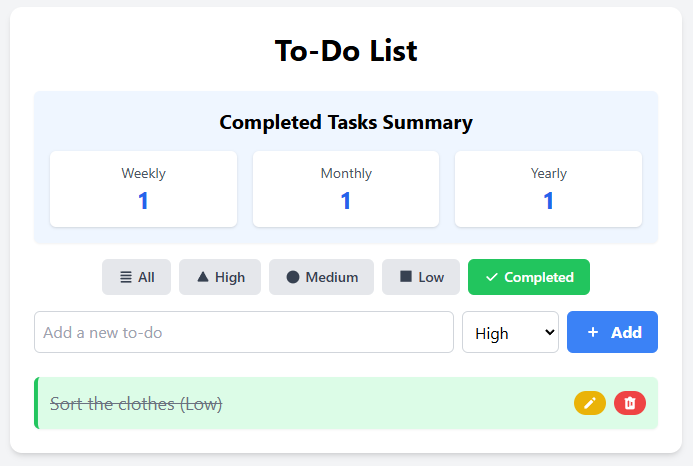 To-Do List
Completed Tasks Summary
Weekly Monthly Yearly
1 1 1
All High Medium Low Completed
Add a new to-do High Add
Sort the clothes (Low)